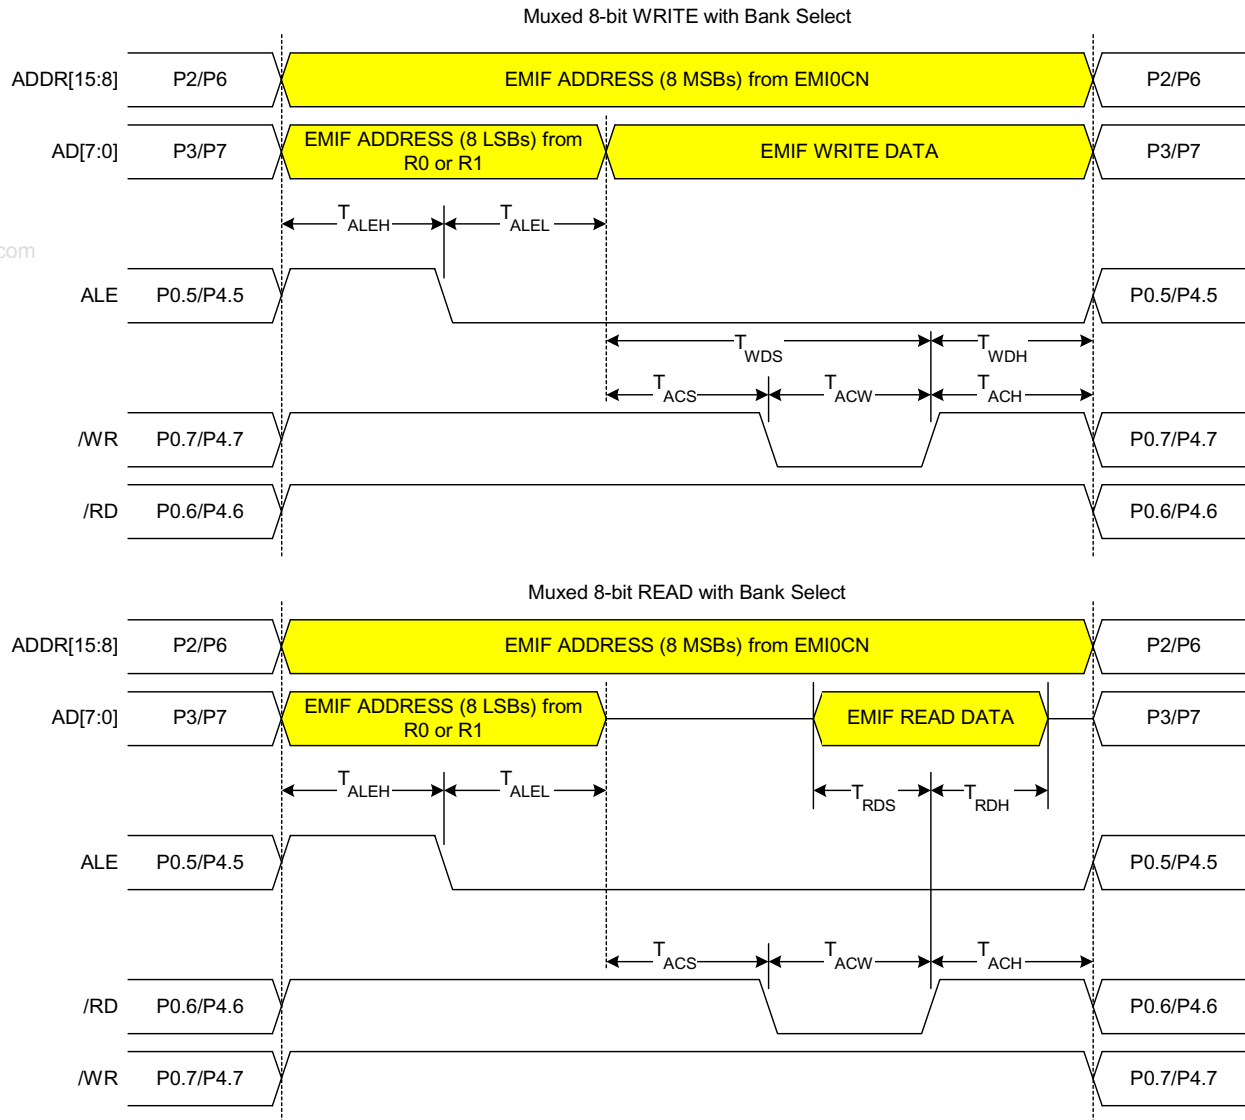 Muxed 8-bit WRITE with Bank Select
ADDR[15:8] P2/P6 EMIF ADDRESS (8 MSBs) from EMI0CN P2/P6
AD[7:0] P3/P7 EMIF ADDRESS (8 LSBs) from
R0 or R1 EMIF WRITE DATA P3/P7
TALEH TALEL
com
ALE P0.5/P4.5 P0.5/P4.5
TWDS TWDH
TACS TACW TACH
/WR P0.7/P4.7 P0.7/P4.7
/RD P0.6/P4.6 P0.6/P4.6
Muxed 8-bit READ with Bank Select
ADDR[15:8] P2/P6 EMIF ADDRESS (8 MSBs) from EMI0CN P2/P6
AD[7:0] P3/P7 EMIF ADDRESS (8 LSBs) from
R0 or R1 EMIF READ DATA P3/P7
TALEH TALEL TRDS TRDH
ALE P0.5/P4.5 P0.5/P4.5
TACS TACW TACH
/RD P0.6/P4.6 P0.6/P4.6
/WR P0.7/P4.7 P0.7/P4.7